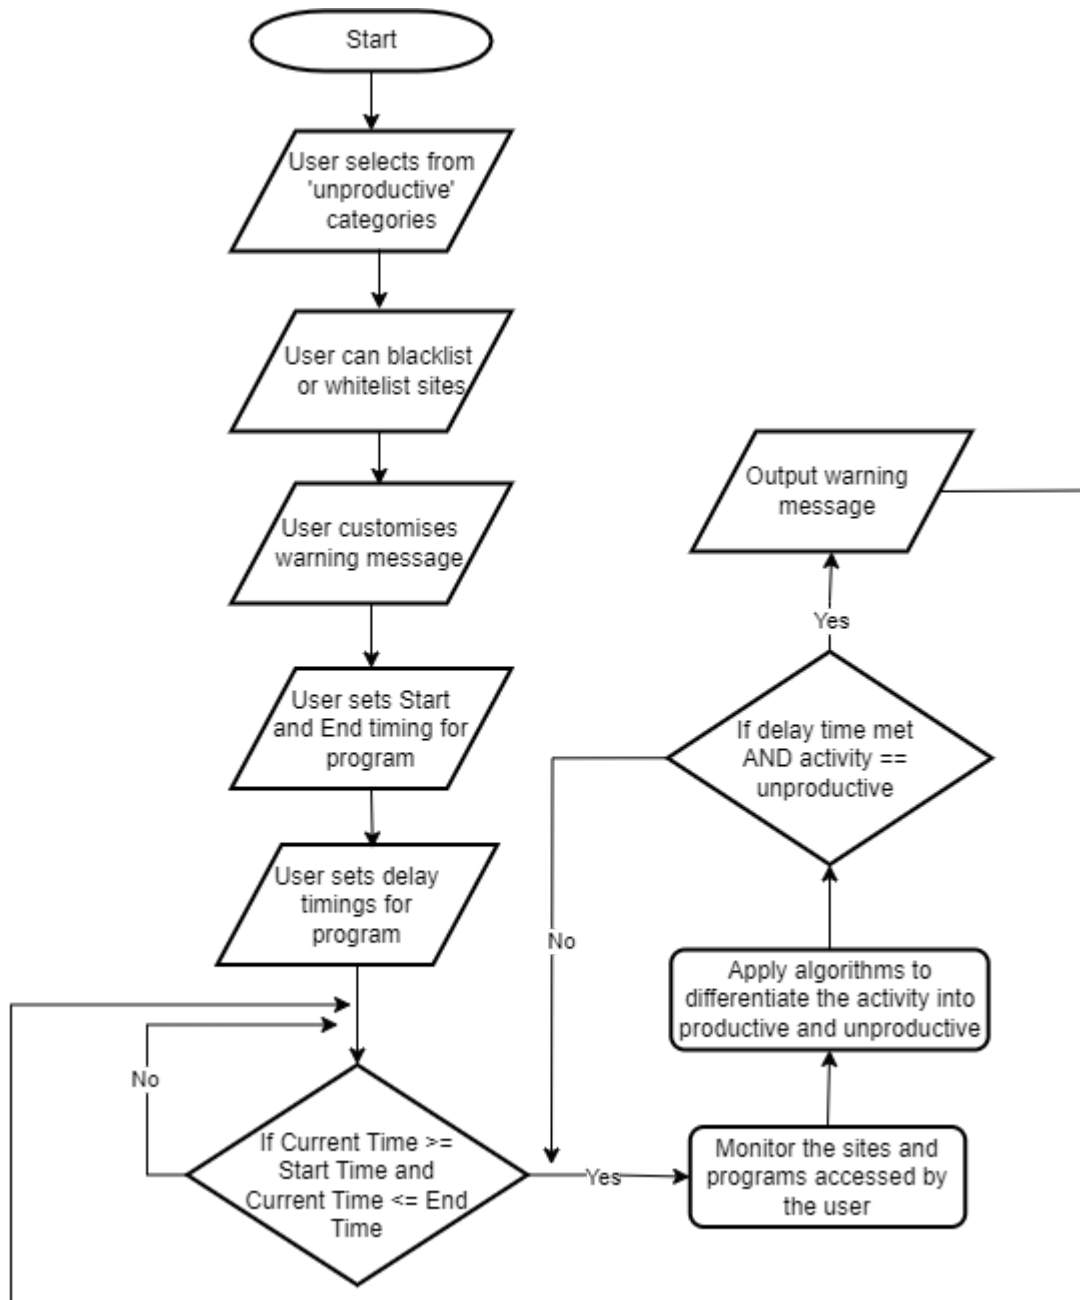 Start
User selects from
'unproductive'
categories
User can blacklist
or whitelist sites
User customises
warning message
User sets Start
and End timing for
program
User sets delay
timings for
program
No
If Current Time >=
Start Time and
Current Time <= End
Time
Yes
Monitor the sites and
programs accessed by
the user
Apply algorithms to
differentiate the activity into
productive and unproductive
If delay time met
AND activity ==
unproductive
No
Yes
Output warning
message